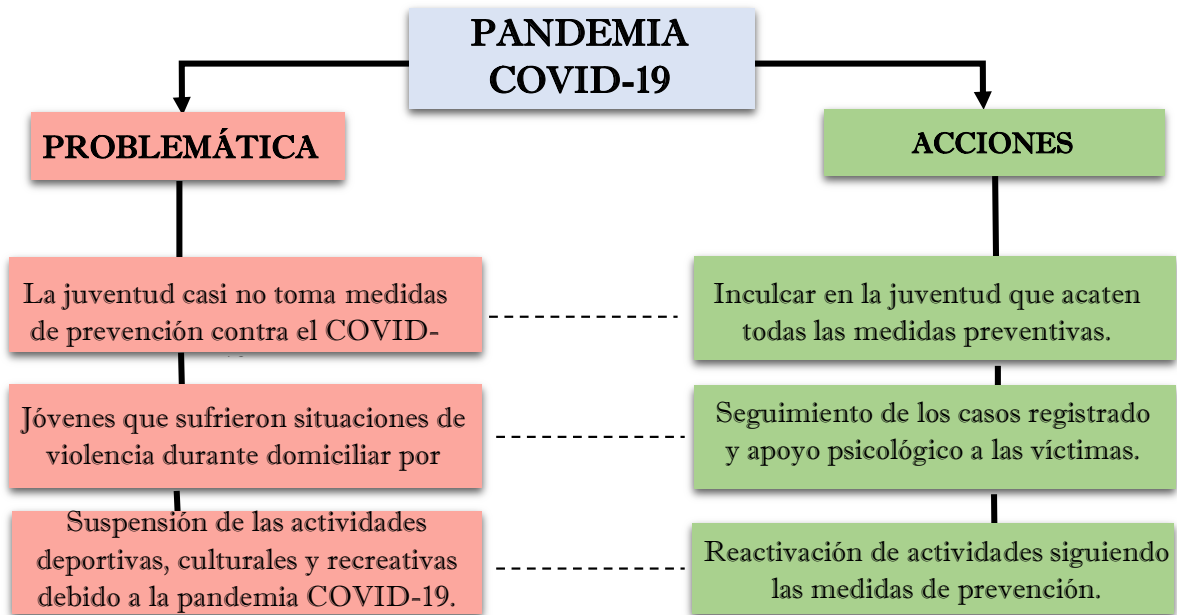 PANDEMIA
COVID-19
PROBLEMÁTICA
La juventud casi no toma medidas
de prevención contra el COVID-
Jóvenes que sufrieron situaciones de
violencia durante domiciliar por
Suspensión de las actividades
deportivas, culturales y recreativas
debido a la pandemia COVID-19.
ACCIONES
Inculcar en la juventud que acaten
todas las medidas preventivas.
Seguimiento de los casos registrado
y apoyo psicológico a las víctimas.
Reactivación de actividades siguiendo
las medidas de prevención.